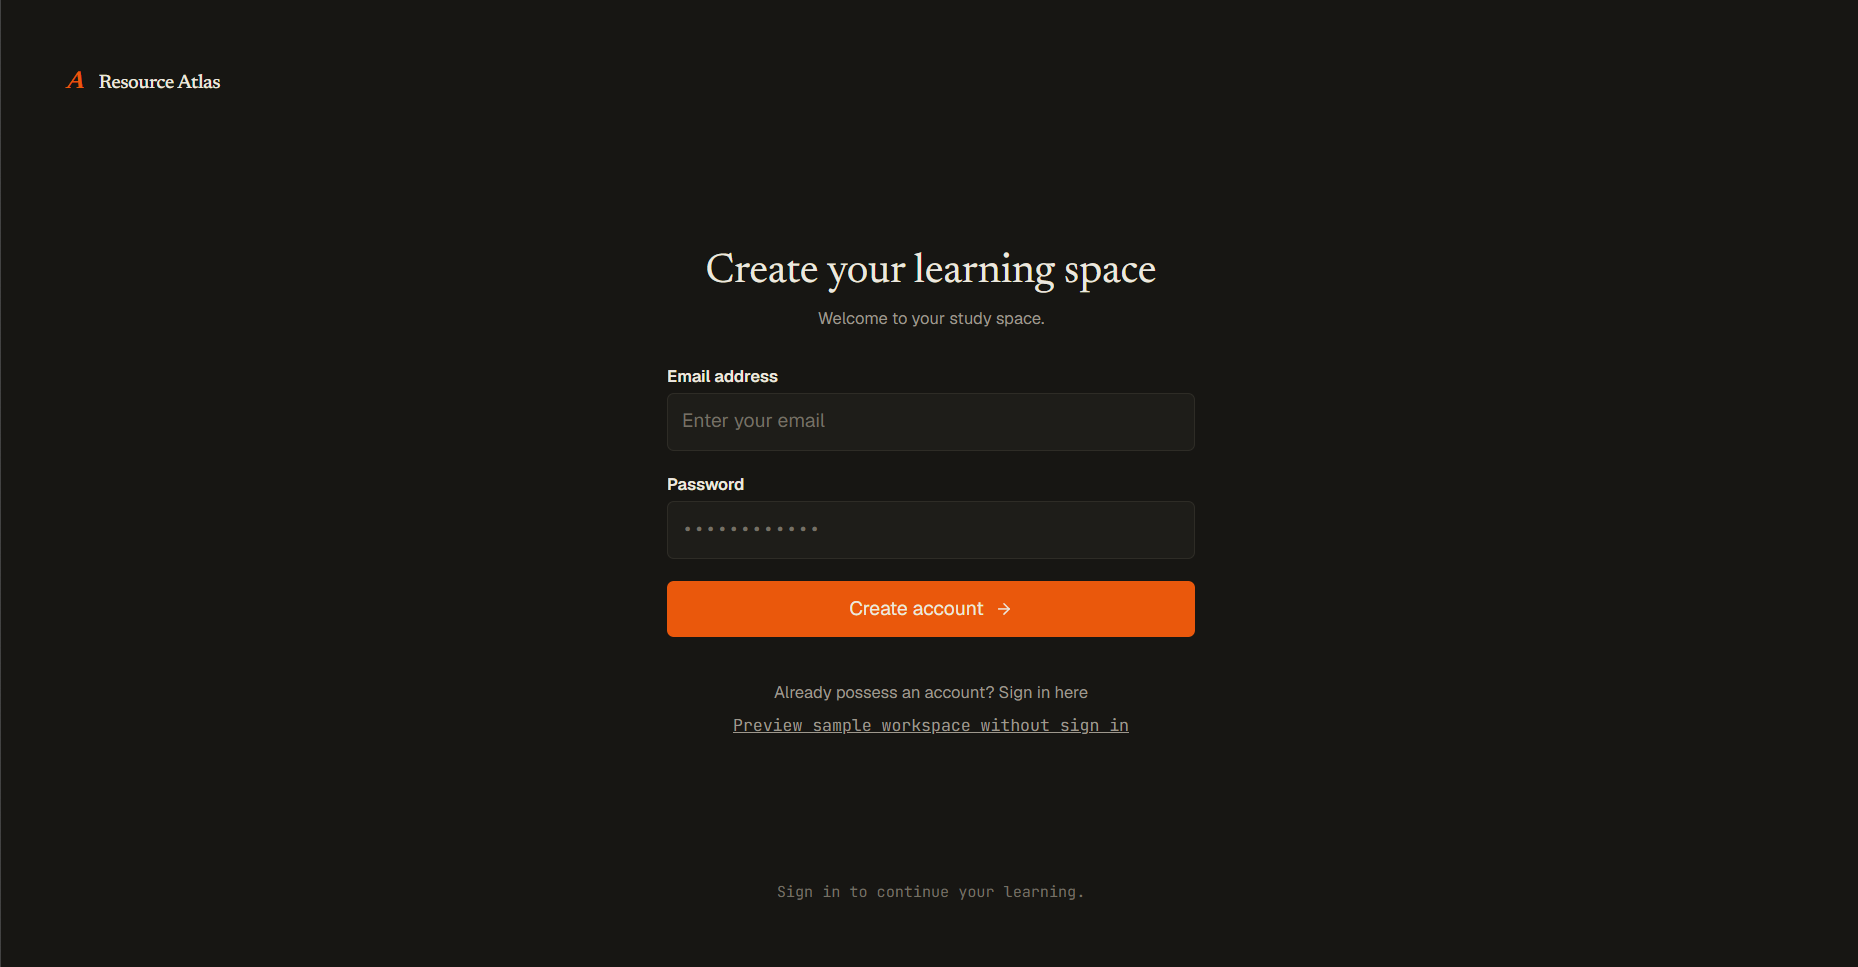 A Resource Atlas
Create your learning space
Welcome to your study space.
Email address
Enter your email
Password
••••••••••••
Create account →
Already possess an account? Sign in here
Preview sample workspace without sign in
Sign in to continue your learning.